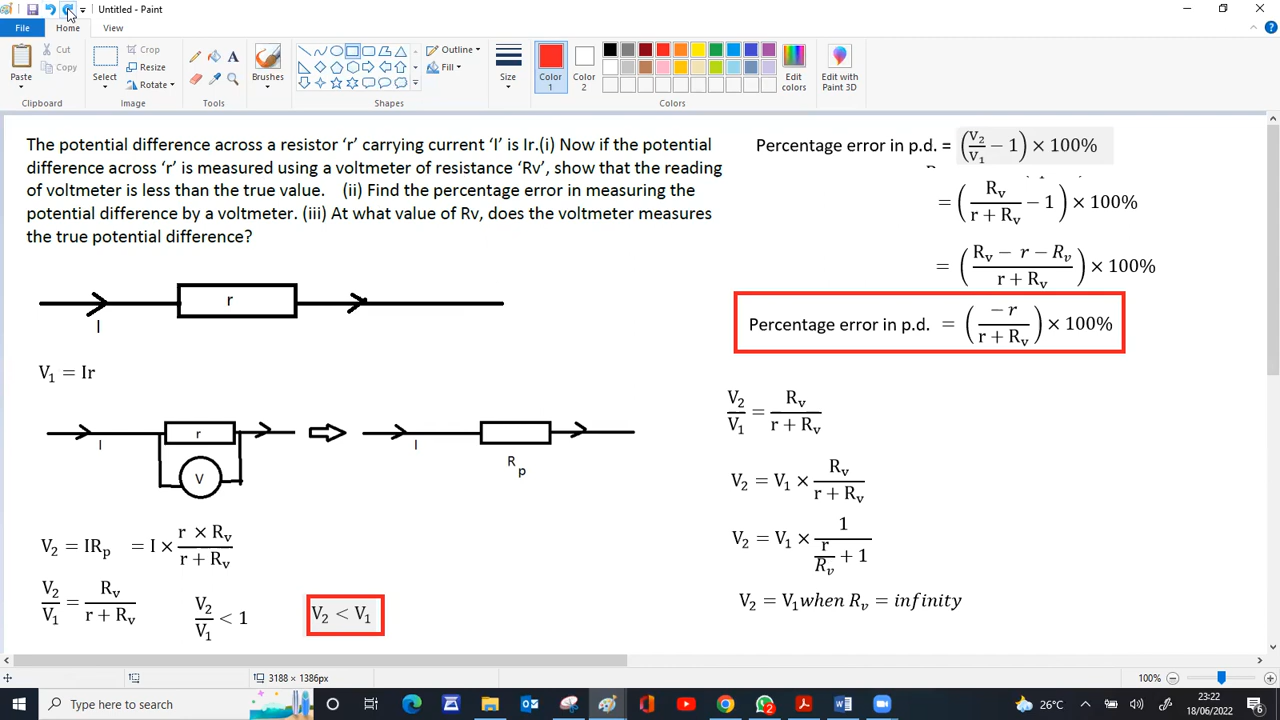 Untitled - Paint
File Home View
Paste
Cut
Copy
Clipboard
Select
Crop
Resize
Rotate
Image
A
Tools
Brushes
Outline
Fill
Shapes
Size
Color 1
Color 2
Edit colors
Colors
Edit with Paint 3D
The potential difference across a resistor ‘r’ carrying current ‘I’ is Ir.(i) Now if the potential
difference across ‘r’ is measured using a voltmeter of resistance ‘Rv’, show that the reading
of voltmeter is less than the true value. (ii) Find the percentage error in measuring the
potential difference by a voltmeter. (iii) At what value of Rv, does the voltmeter measures
the true potential difference?
r
I
V₁ = Ir
r
I
V
I
R
p
V₂ = IRₚ = I × (r × Rᵥ)/(r + Rᵥ)
V₂/V₁ = Rᵥ/(r + Rᵥ)
V₂/V₁ < 1
V₂ < V₁
Percentage error in p.d. = (V₂/V₁ − 1) × 100%
= (Rᵥ/(r + Rᵥ) − 1) × 100%
= ((Rᵥ − r − Rᵥ)/(r + Rᵥ)) × 100%
Percentage error in p.d. = (−r/(r + Rᵥ)) × 100%
V₂/V₁ = Rᵥ/(r + Rᵥ)
V₂ = V₁ × Rᵥ/(r + Rᵥ)
V₂ = V₁ × 1/(r/Rᵥ + 1)
V₂ = V₁when Rᵥ = infinity
3188 × 1386px
100%
Type here to search
26°C
23:22
18/06/2022